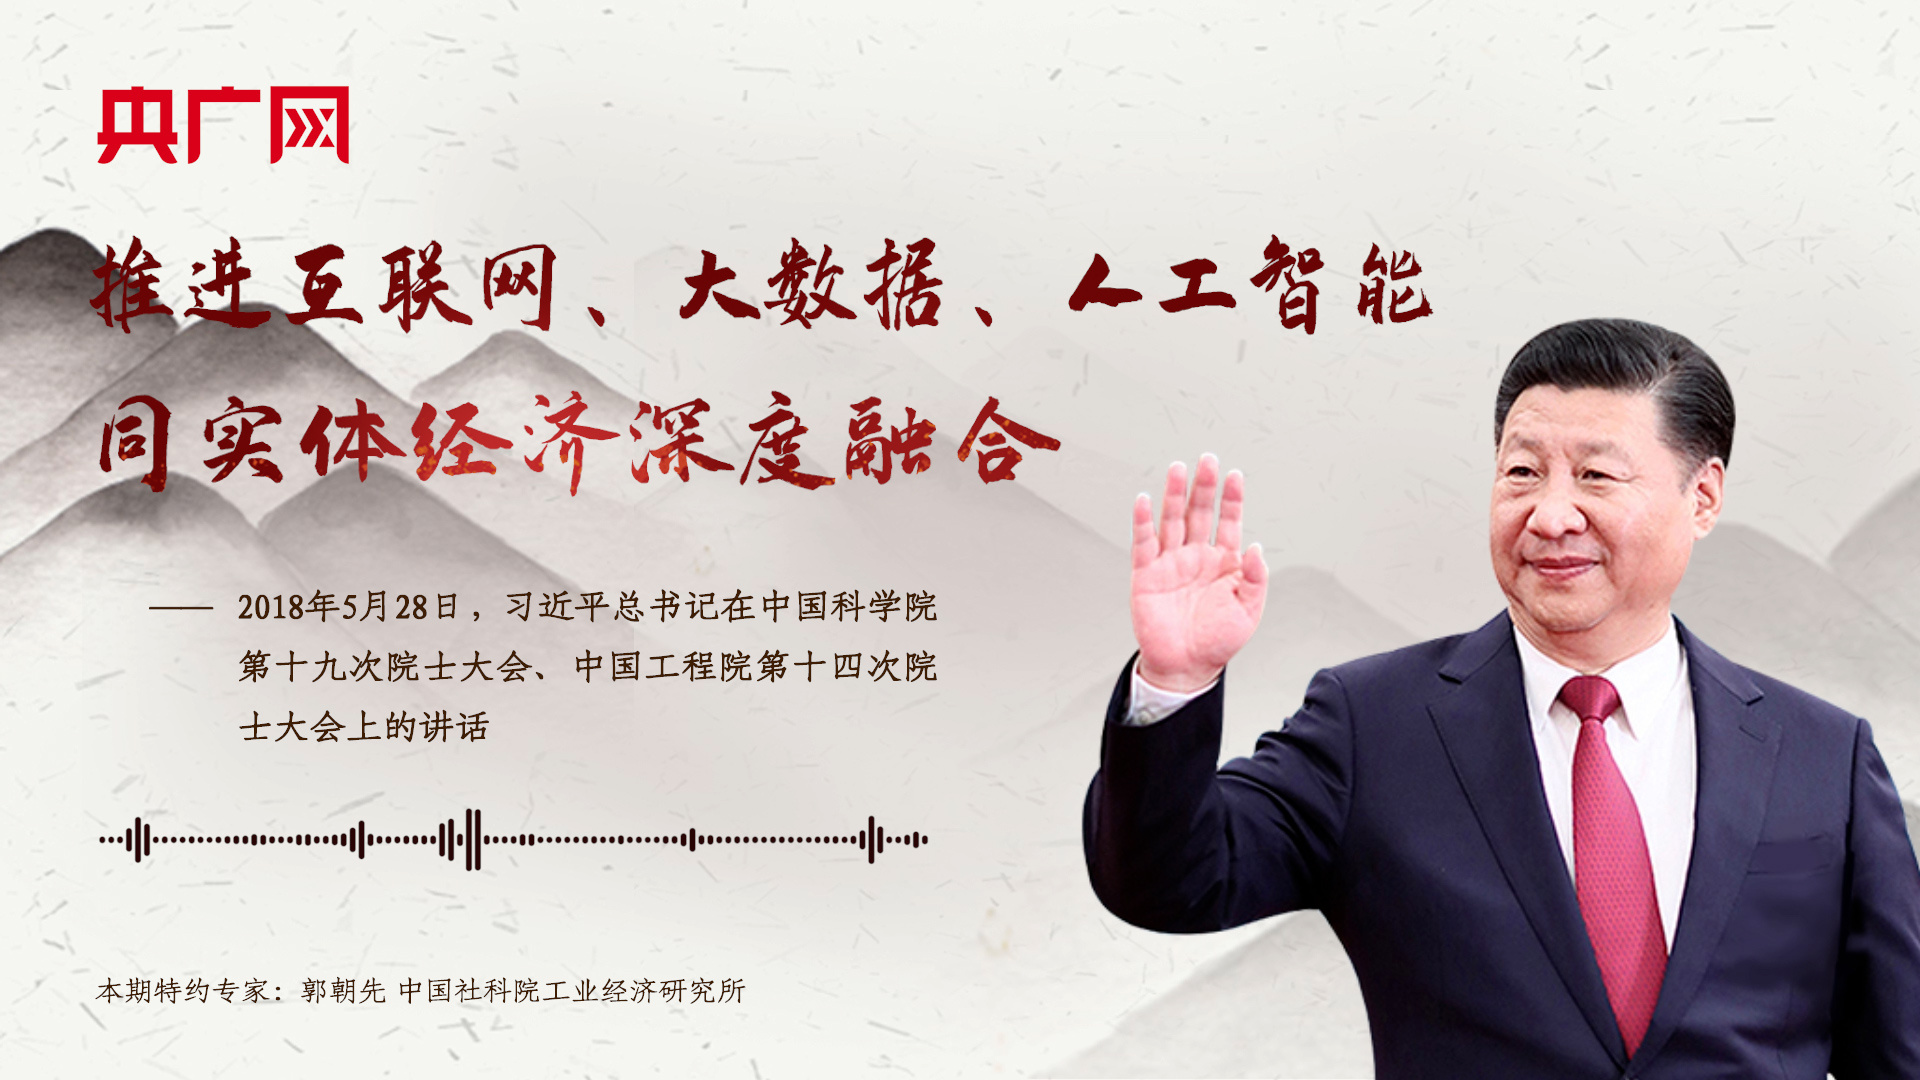 央广网
推进互联网、大数据、人工智能
同实体经济深度融合
—— 2018年5月28日，习近平总书记在中国科学院
第十九次院士大会、中国工程院第十四次院
士大会上的讲话
本期特约专家：郭朝先 中国社科院工业经济研究所